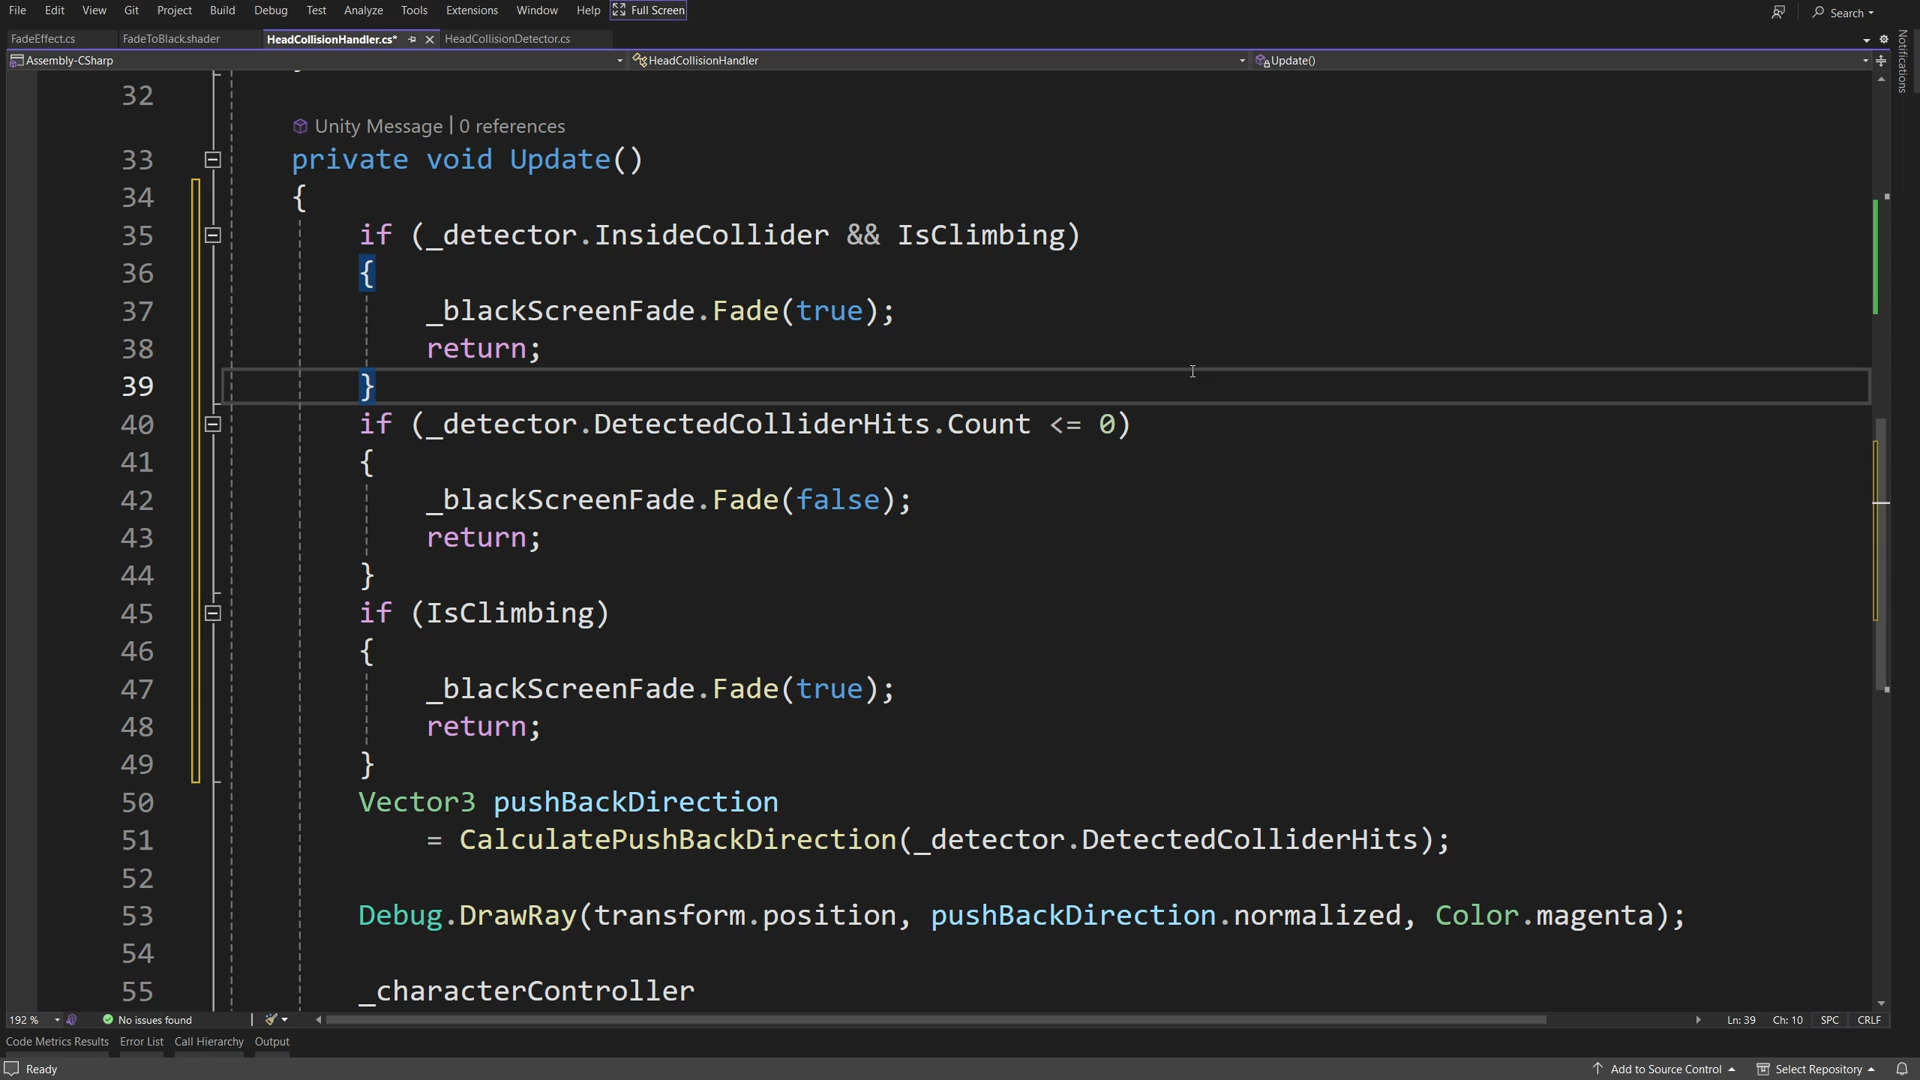 File Edit View Git Project Build Debug Test Analyze Tools Extensions Window Help Full Screen Search
FadeEffect.cs FadeToBlack.shader HeadCollisionHandler.cs* HeadCollisionDetector.cs
Notifications
Assembly-CSharp HeadCollisionHandler Update()
32
Unity Message | 0 references
33 private void Update()
34 {
35 if (_detector.InsideCollider && IsClimbing)
36 {
37 _blackScreenFade.Fade(true);
38 return;
39 }
40 if (_detector.DetectedColliderHits.Count <= 0)
41 {
42 _blackScreenFade.Fade(false);
43 return;
44 }
45 if (IsClimbing)
46 {
47 _blackScreenFade.Fade(true);
48 return;
49 }
50 Vector3 pushBackDirection
51 = CalculatePushBackDirection(_detector.DetectedColliderHits);
52
53 Debug.DrawRay(transform.position, pushBackDirection.normalized, Color.magenta);
54
55 _characterController
192 % No issues found Ln: 39 Ch: 10 SPC CRLF
Code Metrics Results Error List Call Hierarchy Output
Ready Add to Source Control Select Repository